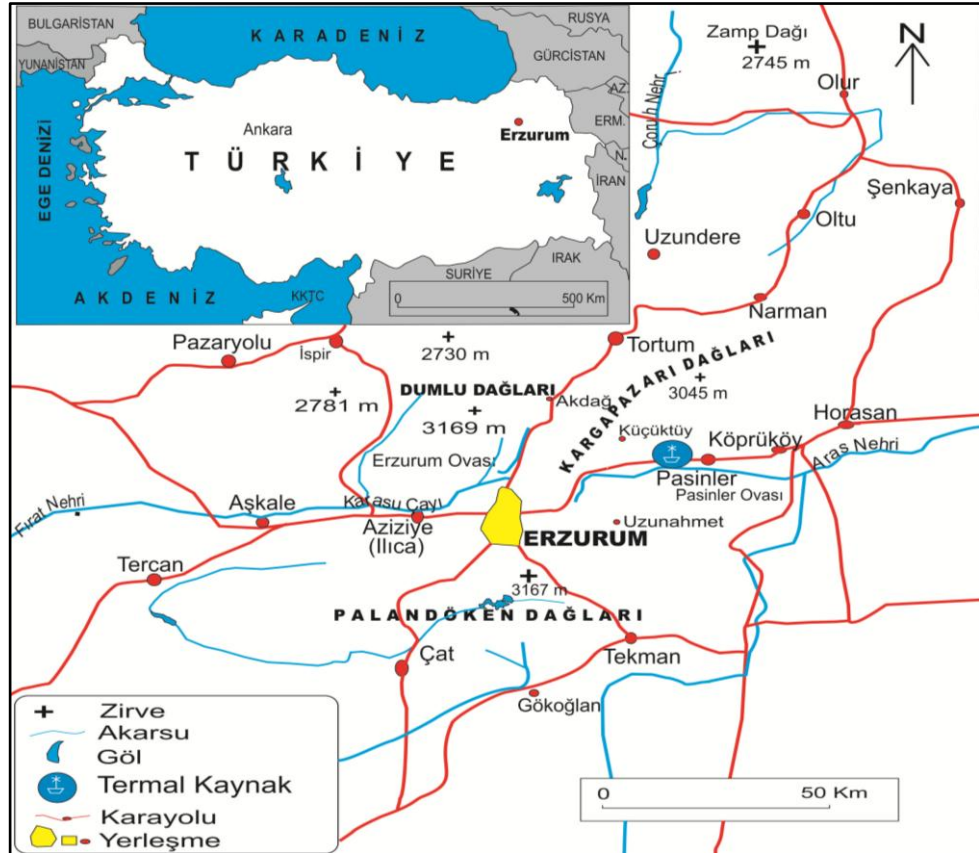 BULGARİSTAN
KARADENİZ
RUSYA
YUNANİSTAN
GÜRCİSTAN
AZ.
Ankara
Erzurum
ERM.
TÜRKİYE
N.
İRAN
EGE DENİZİ
SURİYE
IRAK
AKDENİZ
KKTC
0 500 Km
Zamp Dağı
2745 m
N
Olur
Çoruh Nehri
Şenkaya
Oltu
Uzundere
Narman
Pazaryolu
İspir
2730 m
Tortum
KARGAPAZARI DAĞLARI
2781 m
DUMLU DAĞLARI
Akdağ
3045 m
3169 m
Horasan
Küçüktüy
Köprüköy
Aras Nehri
Erzurum Ovası
Pasinler
Pasinler Ovası
Fırat Nehri
Aşkale
Karasu Çayı
Aziziye
(Ilıca)
ERZURUM
Uzunahmet
Tercan
3167 m
PALANDÖKEN DAĞLARI
Çat
Tekman
Gökoğlan
Zirve
Akarsu
Göl
Termal Kaynak
Karayolu
Yerleşme
0 50 Km